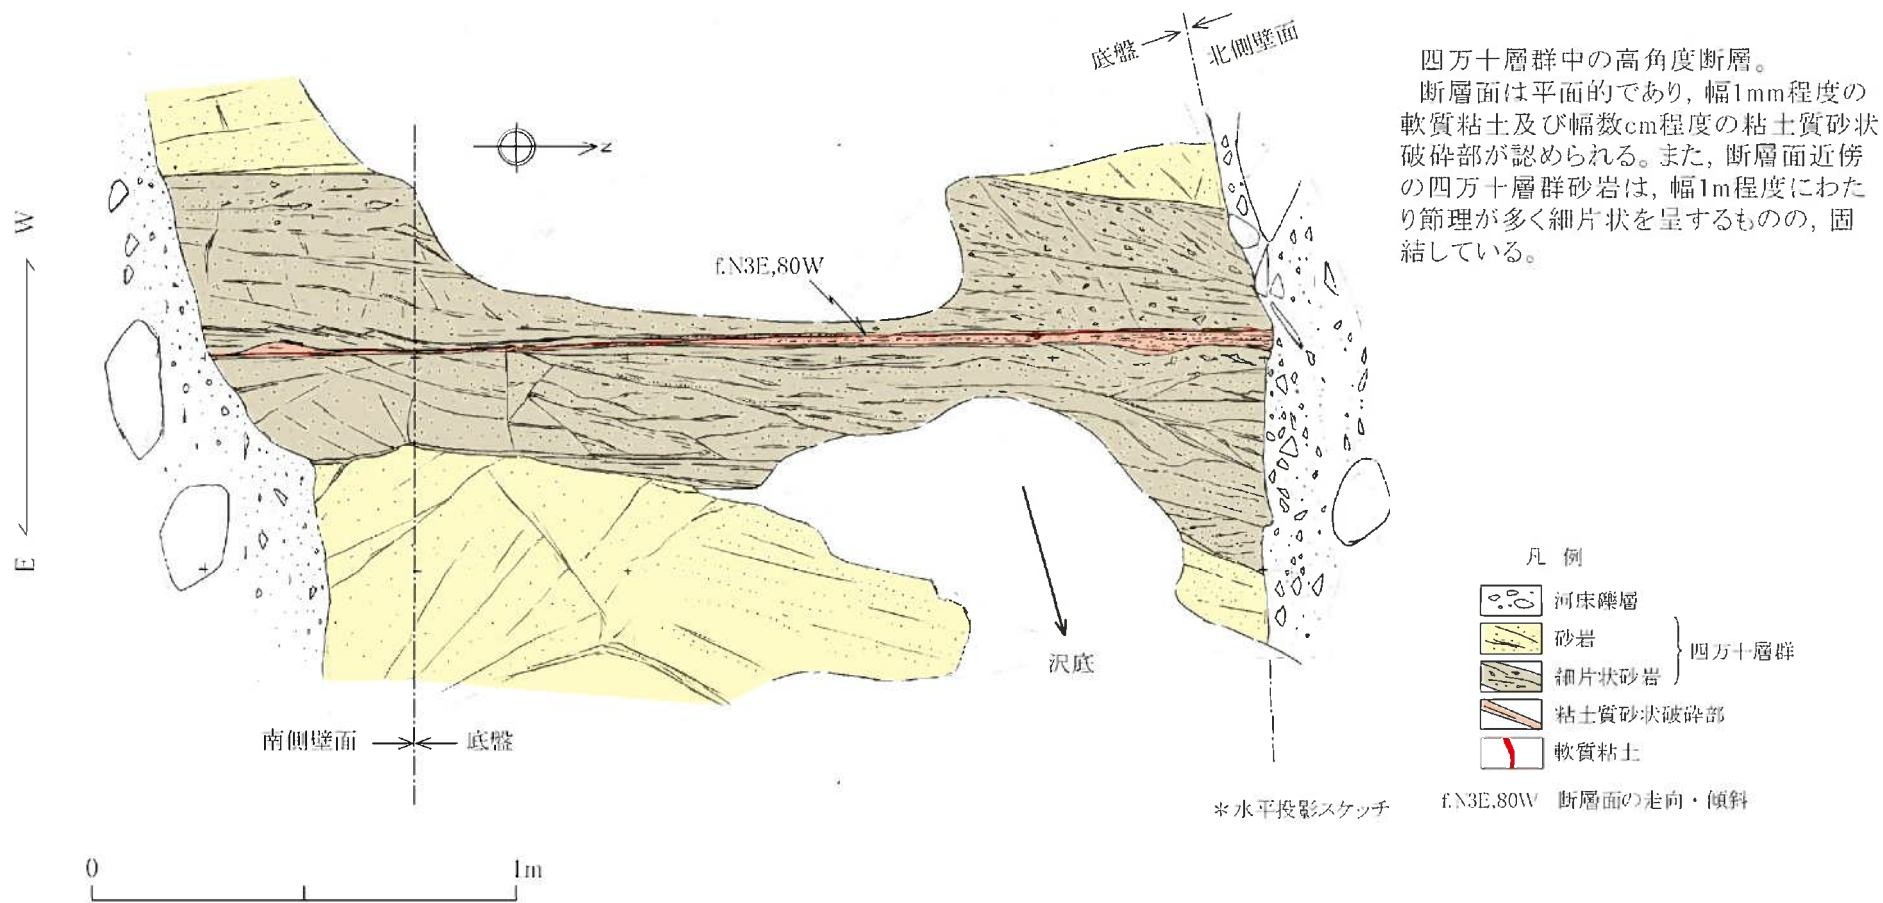 底盤
北側壁面
四万十層群中の高角度断層。
断層面は平面的であり, 幅1mm程度の
軟質粘土及び幅数cm程度の粘土質砂状
破砕部が認められる。また, 断層面近傍
の四万十層群砂岩は, 幅1m程度にわた
り節理が多く細片状を呈するものの, 固
結している。
N
W
E
f.N3E,80W
沢底
南側壁面
底盤
凡 例
河床礫層
砂岩
四万十層群
細片状砂岩
粘土質砂状破砕部
軟質粘土
f.N3E,80W 断層面の走向・傾斜
*水平投影スケッチ
0
1m